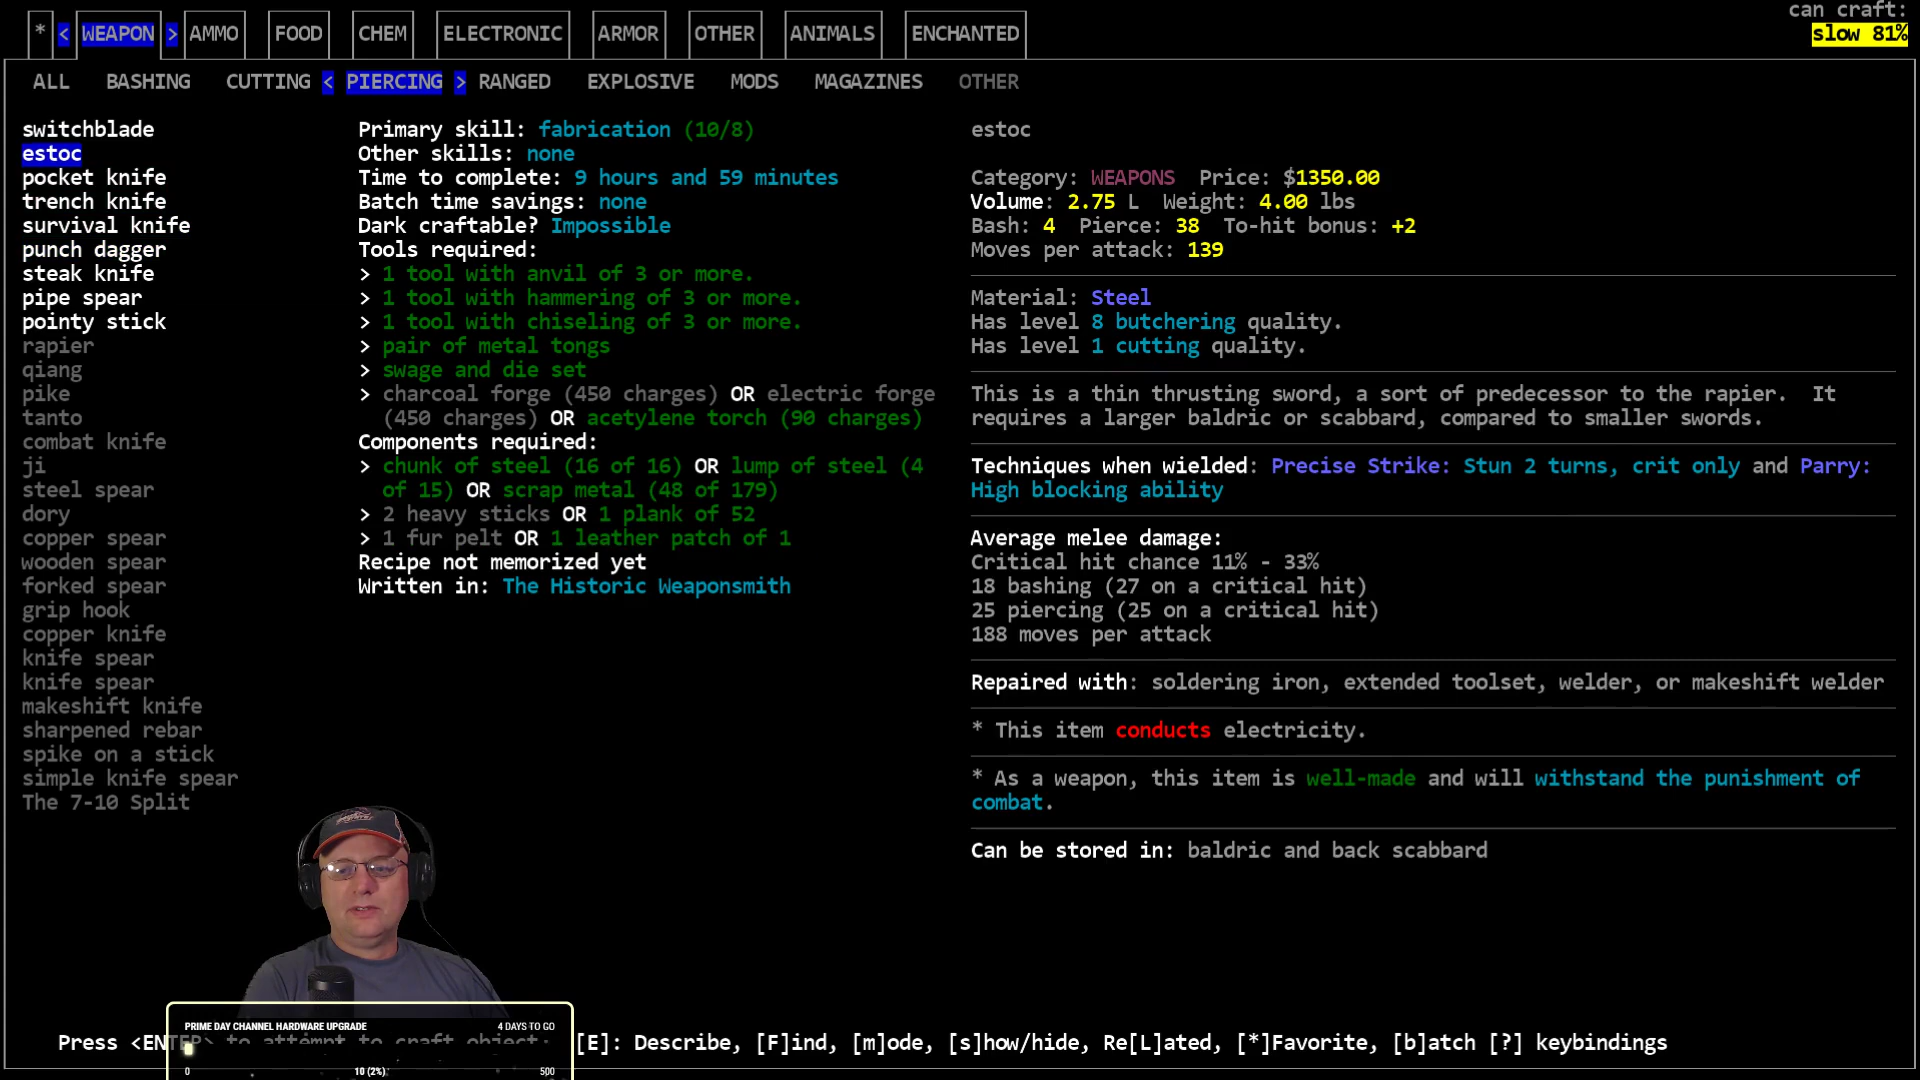 can craft:
* < WEAPON > AMMO FOOD CHEM ELECTRONIC ARMOR OTHER ANIMALS ENCHANTED
slow 81%
ALL BASHING CUTTING < PIERCING > RANGED EXPLOSIVE MODS MAGAZINES OTHER
switchblade
estoc
pocket knife
trench knife
survival knife
punch dagger
steak knife
pipe spear
pointy stick
rapier
qiang
pike
tanto
combat knife
ji
steel spear
dory
copper spear
wooden spear
forked spear
grip hook
copper knife
knife spear
knife spear
makeshift knife
sharpened rebar
spike on a stick
simple knife spear
The 7-10 Split
Primary skill: fabrication (10/8)
Other skills: none
Time to complete: 9 hours and 59 minutes
Batch time savings: none
Dark craftable? Impossible
Tools required:
> 1 tool with anvil of 3 or more.
> 1 tool with hammering of 3 or more.
> 1 tool with chiseling of 3 or more.
> pair of metal tongs
> swage and die set
> charcoal forge (450 charges) OR electric forge
(450 charges) OR acetylene torch (90 charges)
Components required:
> chunk of steel (16 of 16) OR lump of steel (4
of 15) OR scrap metal (48 of 179)
> 2 heavy sticks OR 1 plank of 52
> 1 fur pelt OR 1 leather patch of 1
Recipe not memorized yet
Written in: The Historic Weaponsmith
estoc
Category: WEAPONS Price: $1350.00
Volume: 2.75 L Weight: 4.00 lbs
Bash: 4 Pierce: 38 To-hit bonus: +2
Moves per attack: 139
Material: Steel
Has level 8 butchering quality.
Has level 1 cutting quality.
This is a thin thrusting sword, a sort of predecessor to the rapier. It
requires a larger baldric or scabbard, compared to smaller swords.
Techniques when wielded: Precise Strike: Stun 2 turns, crit only and Parry:
High blocking ability
Average melee damage:
Critical hit chance 11% - 33%
18 bashing (27 on a critical hit)
25 piercing (25 on a critical hit)
188 moves per attack
Repaired with: soldering iron, extended toolset, welder, or makeshift welder
* This item conducts electricity.
* As a weapon, this item is well-made and will withstand the punishment of
combat.
Can be stored in: baldric and back scabbard
PRIME DAY CHANNEL HARDWARE UPGRADE 4 DAYS TO GO
Press <ENTER> to attempt to craft object. [E]: Describe, [F]ind, [m]ode, [s]how/hide, Re[L]ated, [*]Favorite, [b]atch [?] keybindings
0 10 (2%) 500